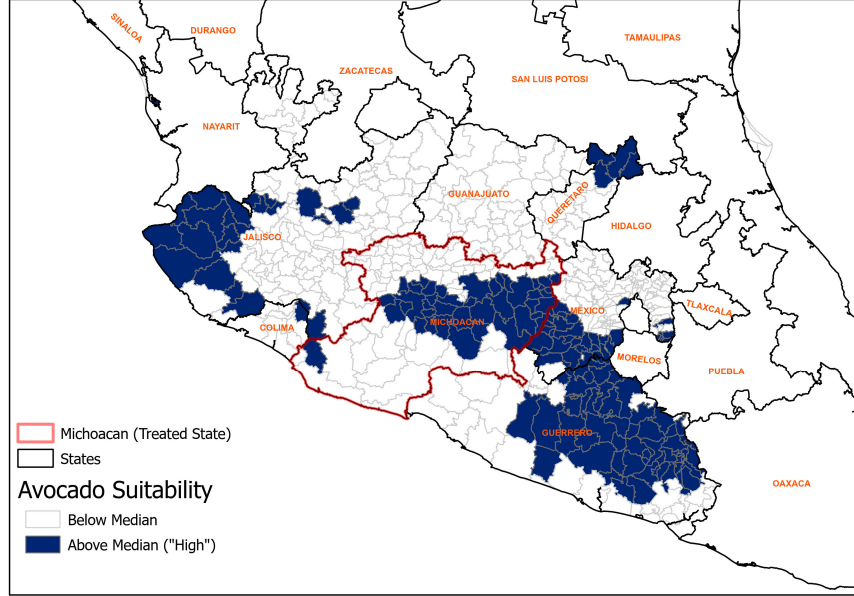 SINALOA
DURANGO
TAMAULIPAS
ZACATECAS
SAN LUIS POTOSI
NAYARIT
GUANAJUATO
QUERETARO
HIDALGO
JALISCO
MEXICO
TLAXCALA
COLIMA
MICHOACAN
MORELOS
PUEBLA
GUERRERO
OAXACA
Michoacan (Treated State)
States
Avocado Suitability
Below Median
Above Median ("High")